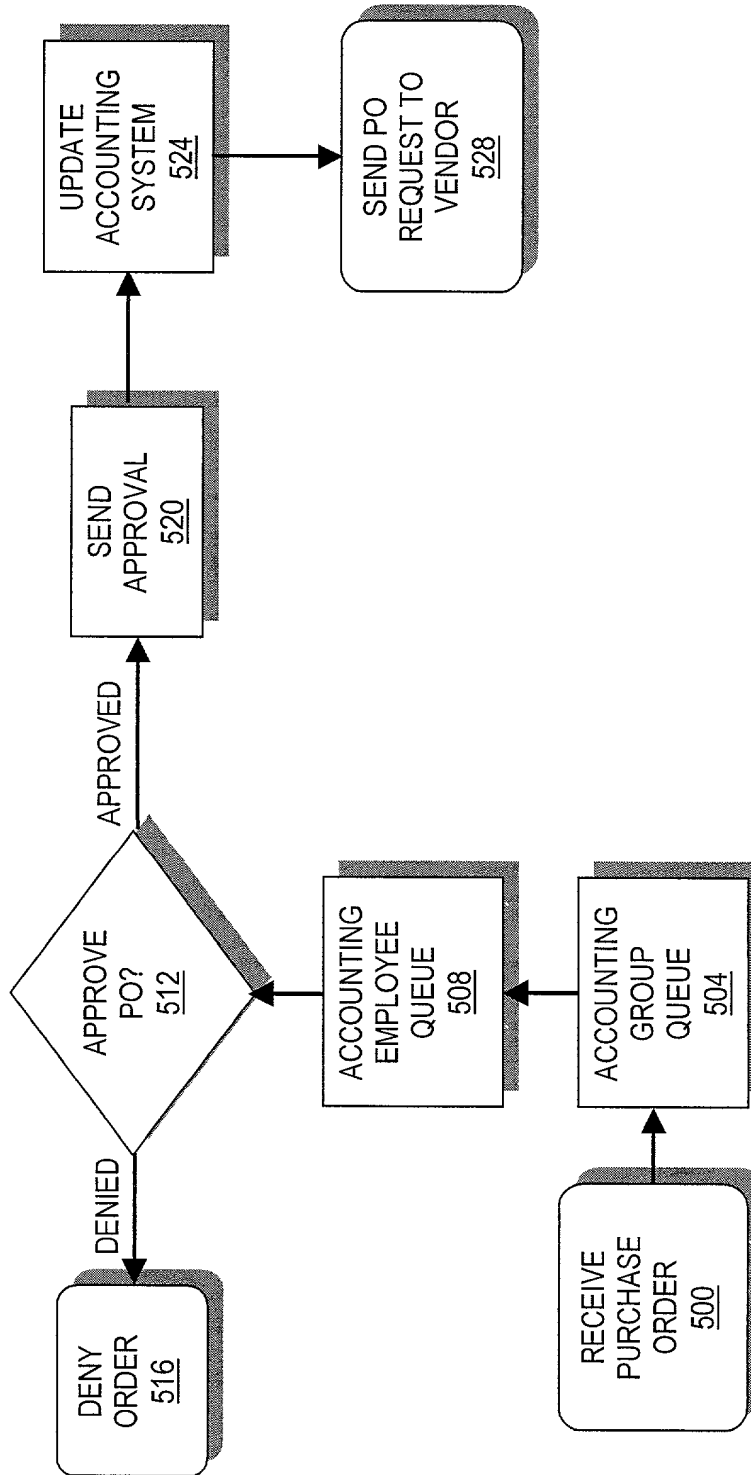 RECEIVE
PURCHASE
ORDER
500
ACCOUNTING
GROUP
QUEUE
504
ACCOUNTING
EMPLOYEE
QUEUE
508
APPROVE
PO?
512
DENIED
DENY
ORDER
516
APPROVED
SEND
APPROVAL
520
UPDATE
ACCOUNTING
SYSTEM
524
SEND PO
REQUEST TO
VENDOR
528